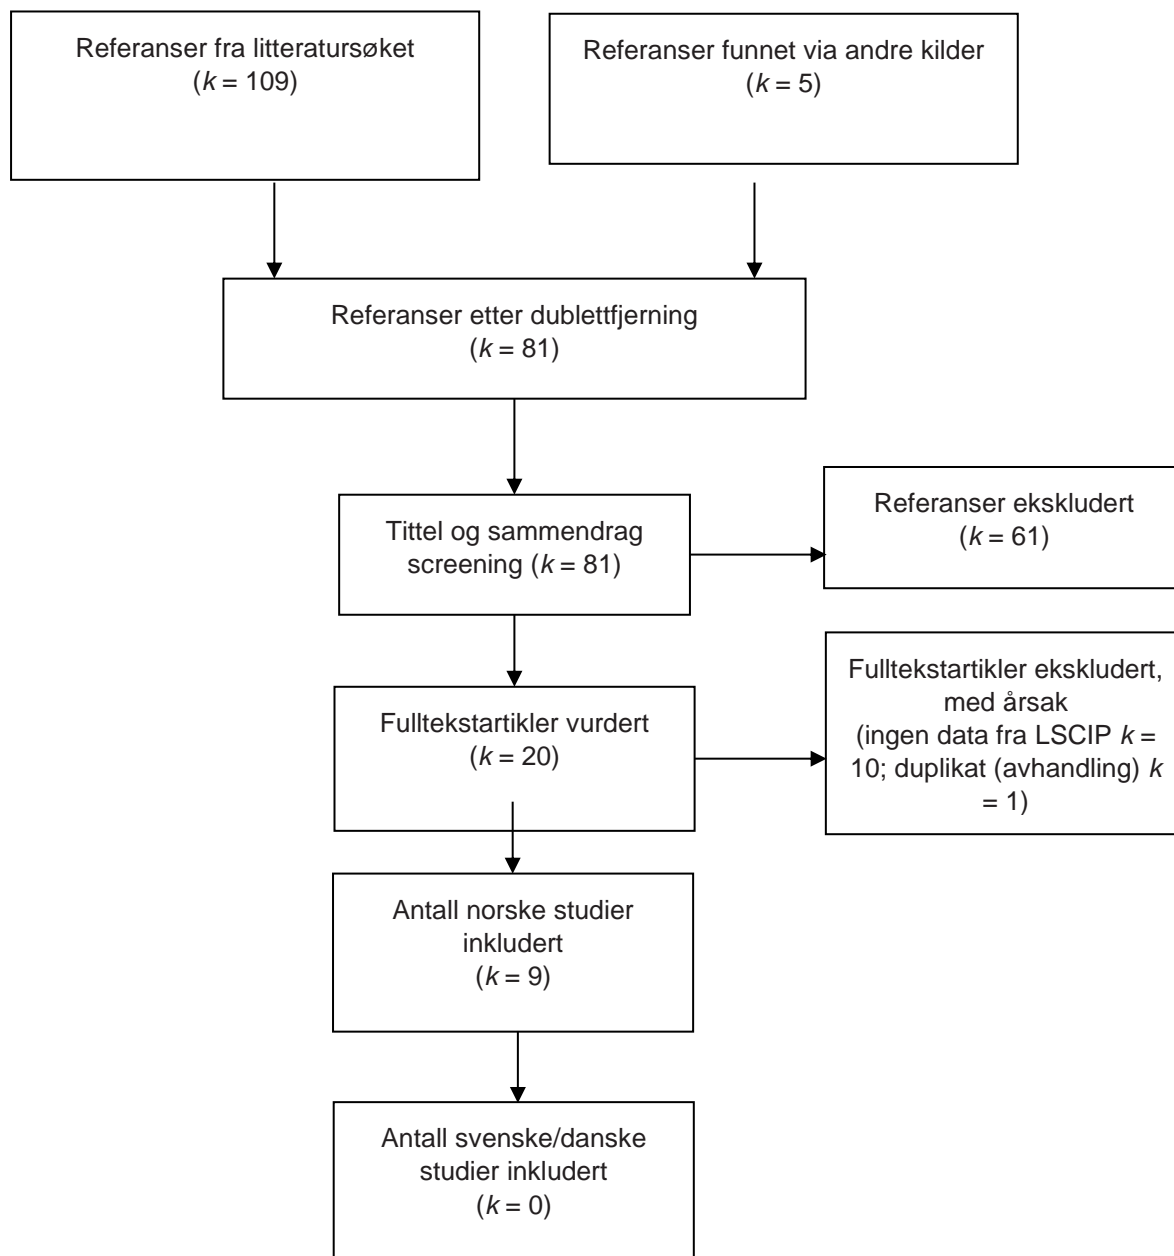 Referanser fra litteratursøket
(k = 109)
Referanser funnet via andre kilder
(k = 5)
Referanser etter dublettfjerning
(k = 81)
Tittel og sammendrag
screening (k = 81)
Referanser ekskludert
(k = 61)
Fulltekstartikler vurdert
(k = 20)
Fulltekstartikler ekskludert,
med årsak
(ingen data fra LSCIP k =
10; duplikat (avhandling) k
= 1)
Antall norske studier
inkludert
(k = 9)
Antall svenske/danske
studier inkludert
(k = 0)